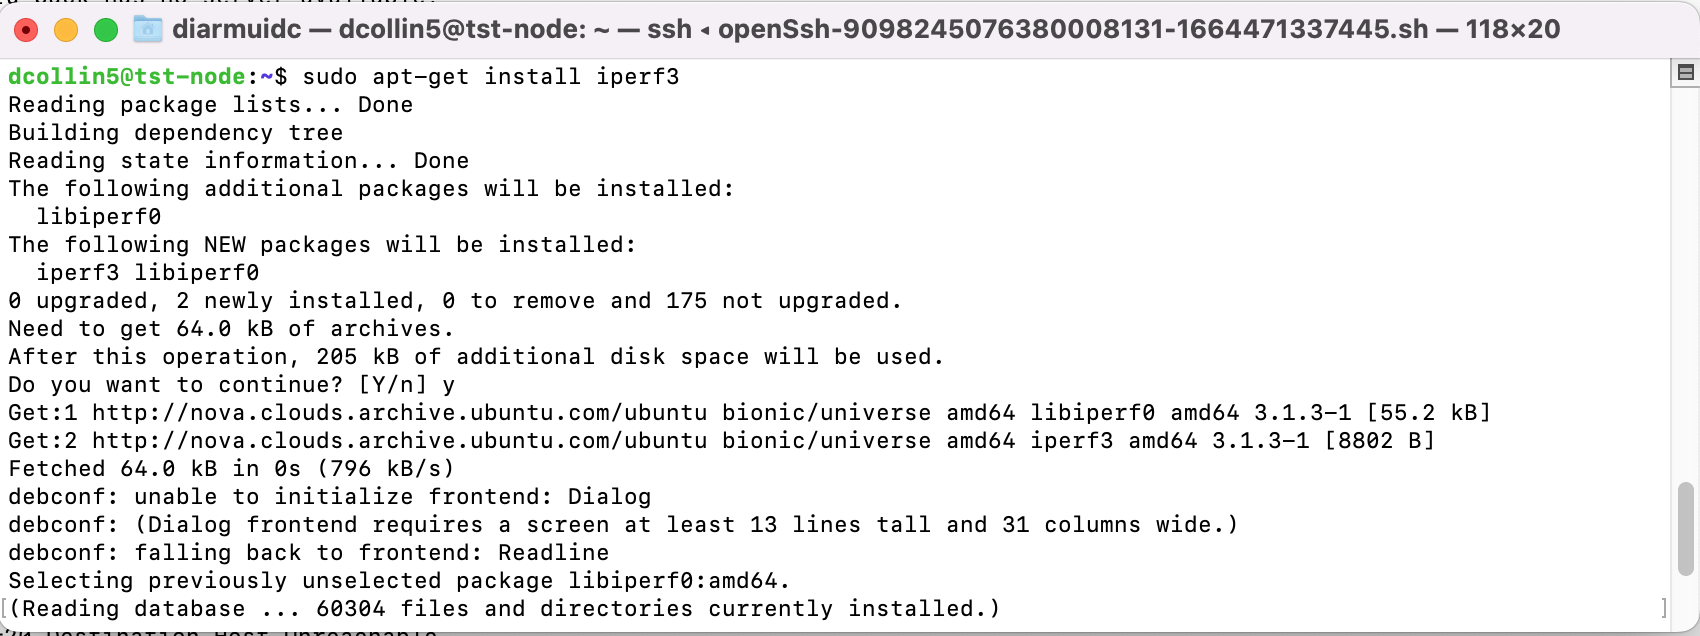 diarmuidc — dcollin5@tst-node: ~ — ssh ◂ openSsh-9098245076380008131-1664471337445.sh — 118×20
dcollin5@tst-node:~$ sudo apt-get install iperf3
Reading package lists... Done
Building dependency tree
Reading state information... Done
The following additional packages will be installed:
  libiperf0
The following NEW packages will be installed:
  iperf3 libiperf0
0 upgraded, 2 newly installed, 0 to remove and 175 not upgraded.
Need to get 64.0 kB of archives.
After this operation, 205 kB of additional disk space will be used.
Do you want to continue? [Y/n] y
Get:1 http://nova.clouds.archive.ubuntu.com/ubuntu bionic/universe amd64 libiperf0 amd64 3.1.3-1 [55.2 kB]
Get:2 http://nova.clouds.archive.ubuntu.com/ubuntu bionic/universe amd64 iperf3 amd64 3.1.3-1 [8802 B]
Fetched 64.0 kB in 0s (796 kB/s)
debconf: unable to initialize frontend: Dialog
debconf: (Dialog frontend requires a screen at least 13 lines tall and 31 columns wide.)
debconf: falling back to frontend: Readline
Selecting previously unselected package libiperf0:amd64.
[(Reading database ... 60304 files and directories currently installed.) ]
Destination Host Unreachable